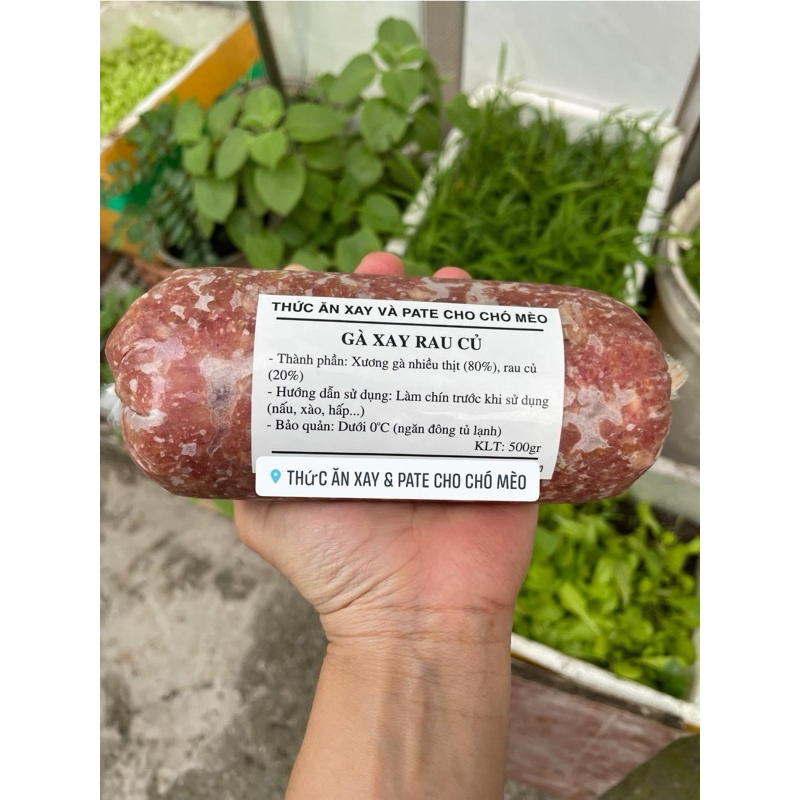 THỨC ĂN XAY VÀ PATE CHO CHÓ MÈO
GÀ XAY RAU CỦ
- Thành phần: Xương gà nhiều thịt (80%), rau củ
(20%)
- Hướng dẫn sử dụng: Làm chín trước khi sử dụng
(nấu, xào, hấp...)
- Bảo quản: Dưới 0°C (ngăn đông tủ lạnh)
KLT: 500gr
THứC ĂN XAY & PATE CHO CHÓ MÈO